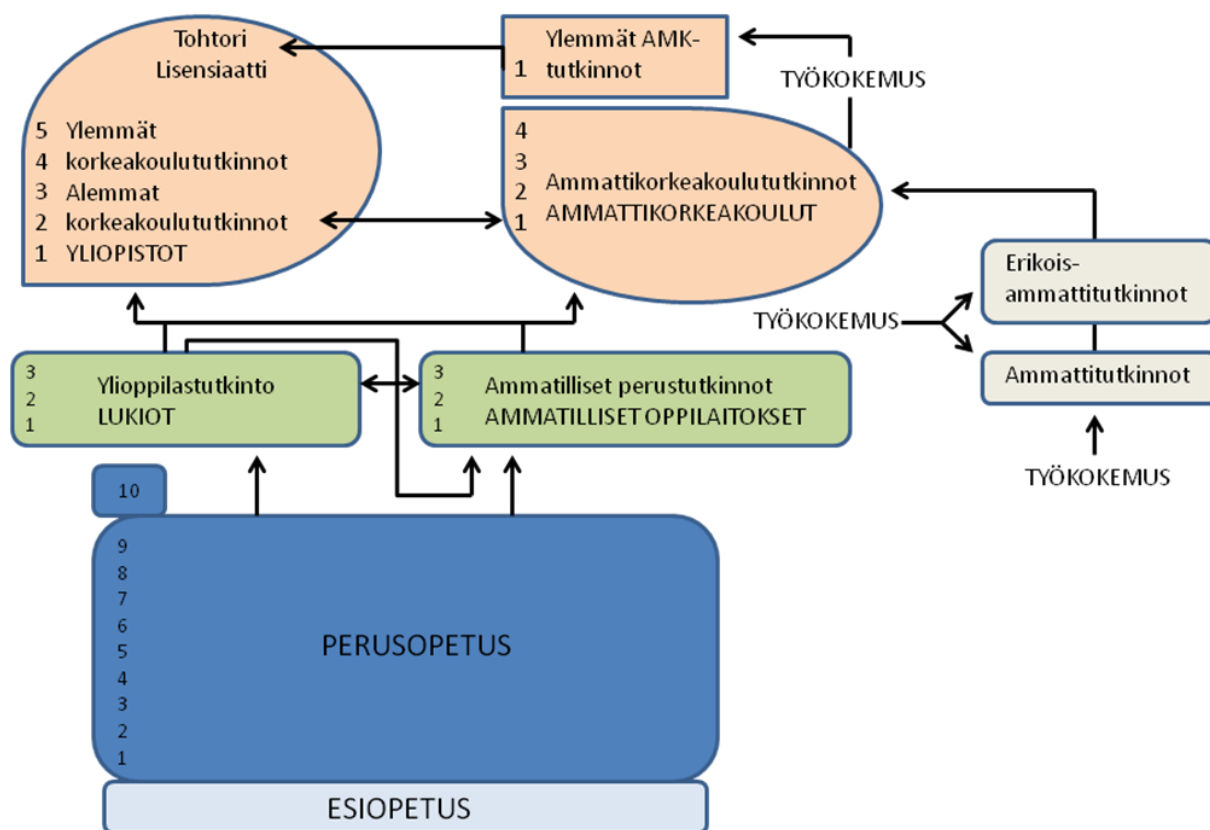 Tohtori
Lisensiaatti
5 Ylemmät
4 korkeakoulututkinnot
3 Alemmat
2 korkeakoulututkinnot
1 YLIOPISTOT
Ylemmät AMK-
1 tutkinnot
TYÖKOKEMUS
4
3
Ammattikorkeakoulututkinnot
2
AMMATTIKORKEAKOULUT
1
Erikois-
ammattitutkinnot
TYÖKOKEMUS
Ammattitutkinnot
TYÖKOKEMUS
3
Ylioppilastutkinto
2
LUKIOT
1
3
Ammatilliset perustutkinnot
2
AMMATILLISET OPPILAITOKSET
1
10
9
8
7
6
PERUSOPETUS
5
4
3
2
1
ESIOPETUS